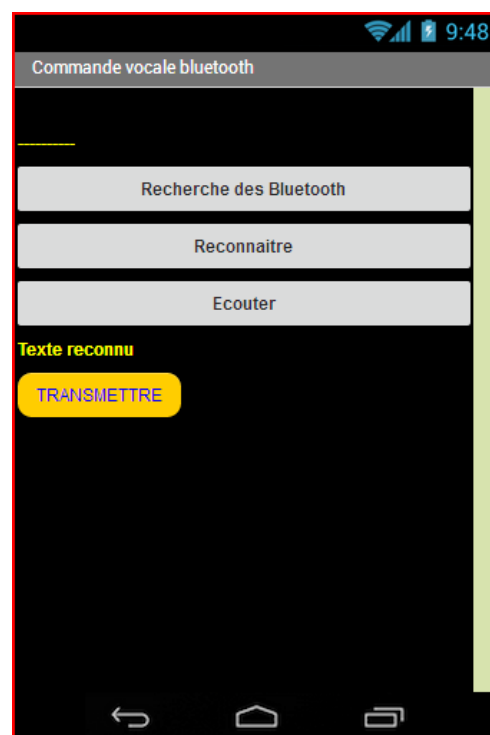 9:48
Commande vocale bluetooth
----------
Recherche des Bluetooth
Reconnaitre
Ecouter
Texte reconnu
TRANSMETTRE